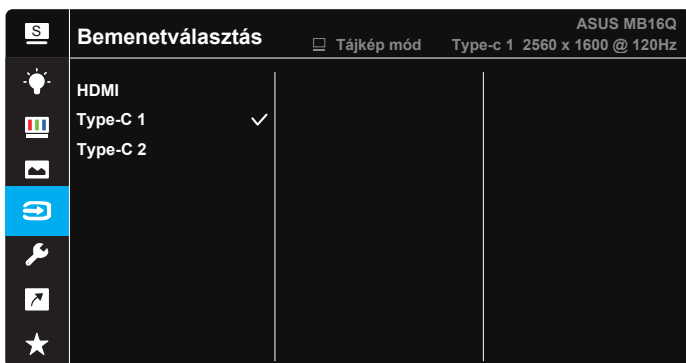 S
Bemenetválasztás
Tájkép mód
ASUS MB16Q
Type-c 1 2560 x 1600 @ 120Hz
HDMI
Type-C 1
Type-C 2